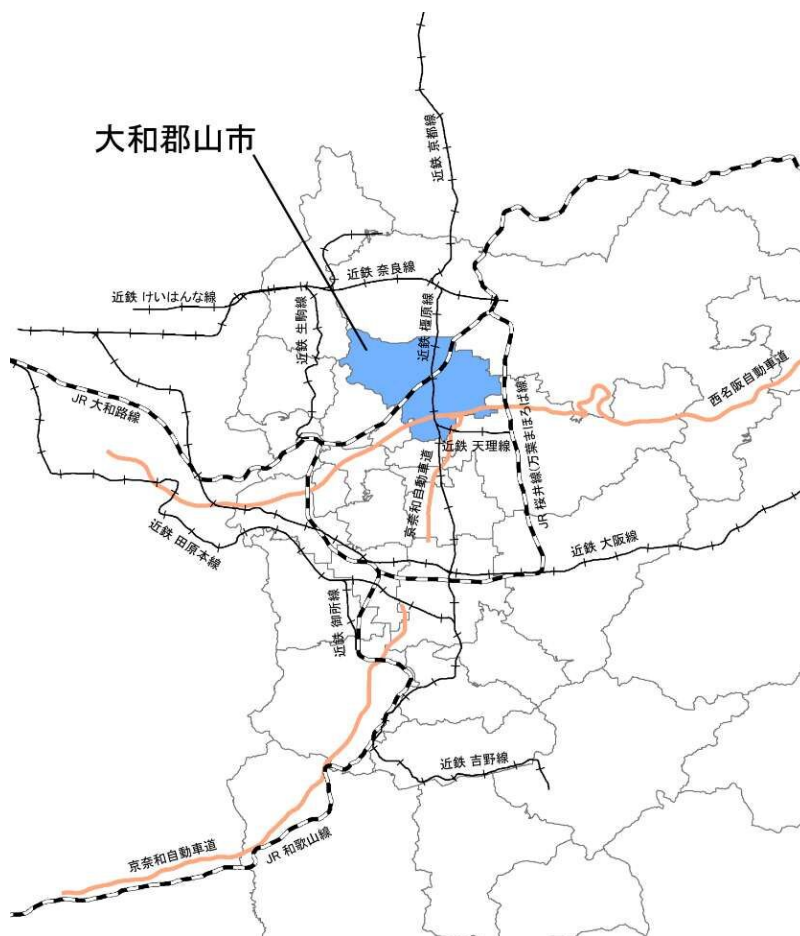 大和郡山市
近鉄 京都線
近鉄 奈良線
近鉄 けいはんな線
近鉄 生駒線
近鉄 橿原線
西名阪自動車道
JR 大和路線
近鉄 天理線
京奈和自動車道
JR 桜井線(万葉まほろば線)
近鉄 田原本線
近鉄 大阪線
近鉄 御所線
近鉄 吉野線
京奈和自動車道
JR 和歌山線